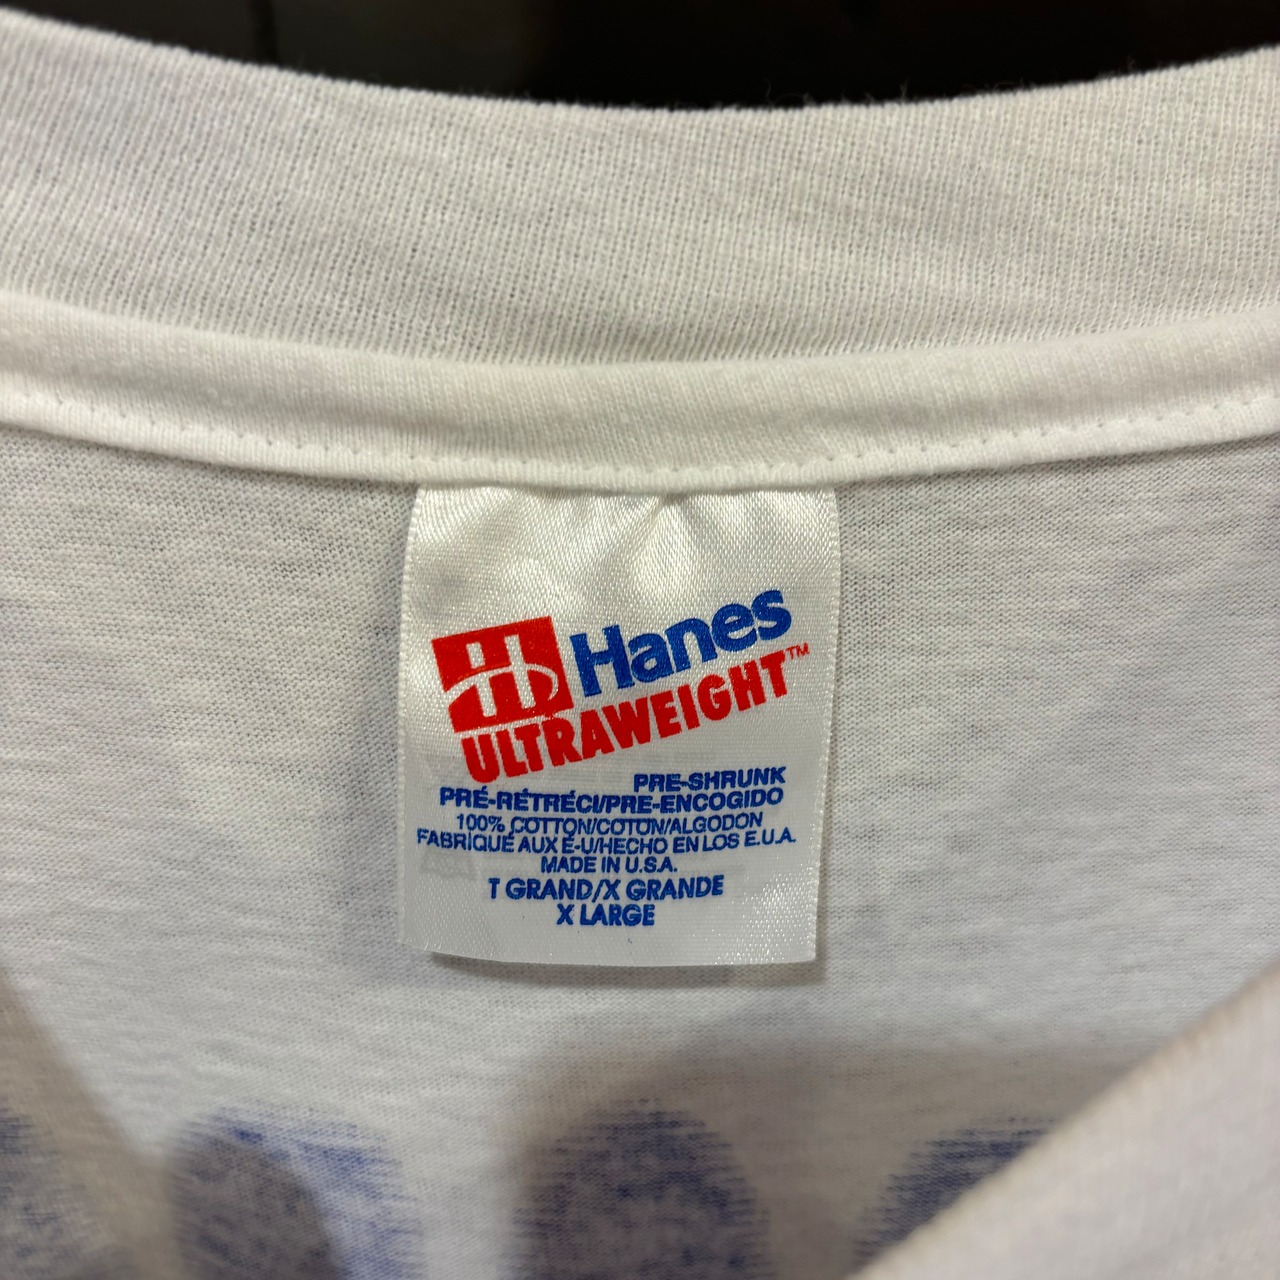 Hanes
ULTRAWEIGHT™
PRE-SHRUNK
PRÉ-RÉTRÉCI/PRE-ENCOGIDO
100% COTTON/COTON/ALGODON
FABRIQUÉ AUX É-U/HECHO EN LOS E.U.A.
MADE IN U.S.A.
T GRAND/X GRANDE
X LARGE